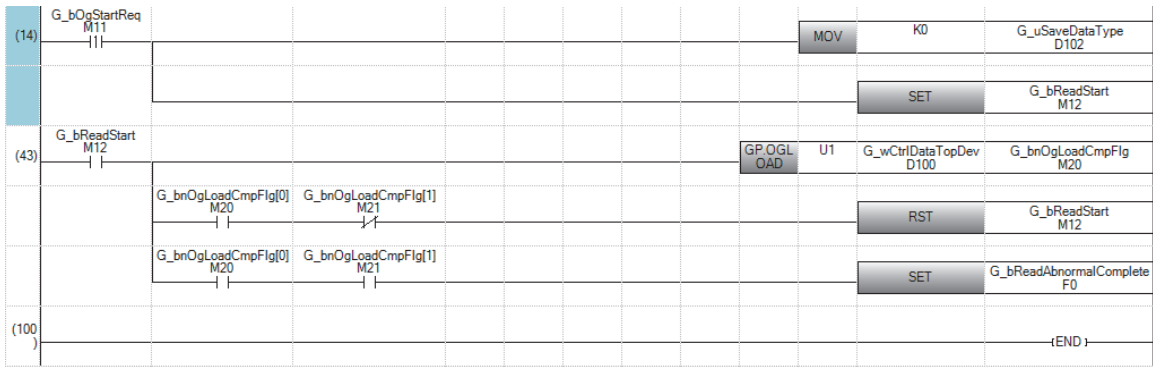 G_bOgStartReq
(14) M11 MOV K0 G_uSaveDataType
D102
SET G_bReadStart
M12
G_bReadStart
(43) M12 GP.OGL
OAD U1 G_wCtrlDataTopDev
D100 G_bnOgLoadCmpFlg
M20
G_bnOgLoadCmpFlg[0] G_bnOgLoadCmpFlg[1]
M20 M21 RST G_bReadStart
M12
G_bnOgLoadCmpFlg[0] G_bnOgLoadCmpFlg[1]
M20 M21 SET G_bReadAbnormalComplete
F0
(100
) END